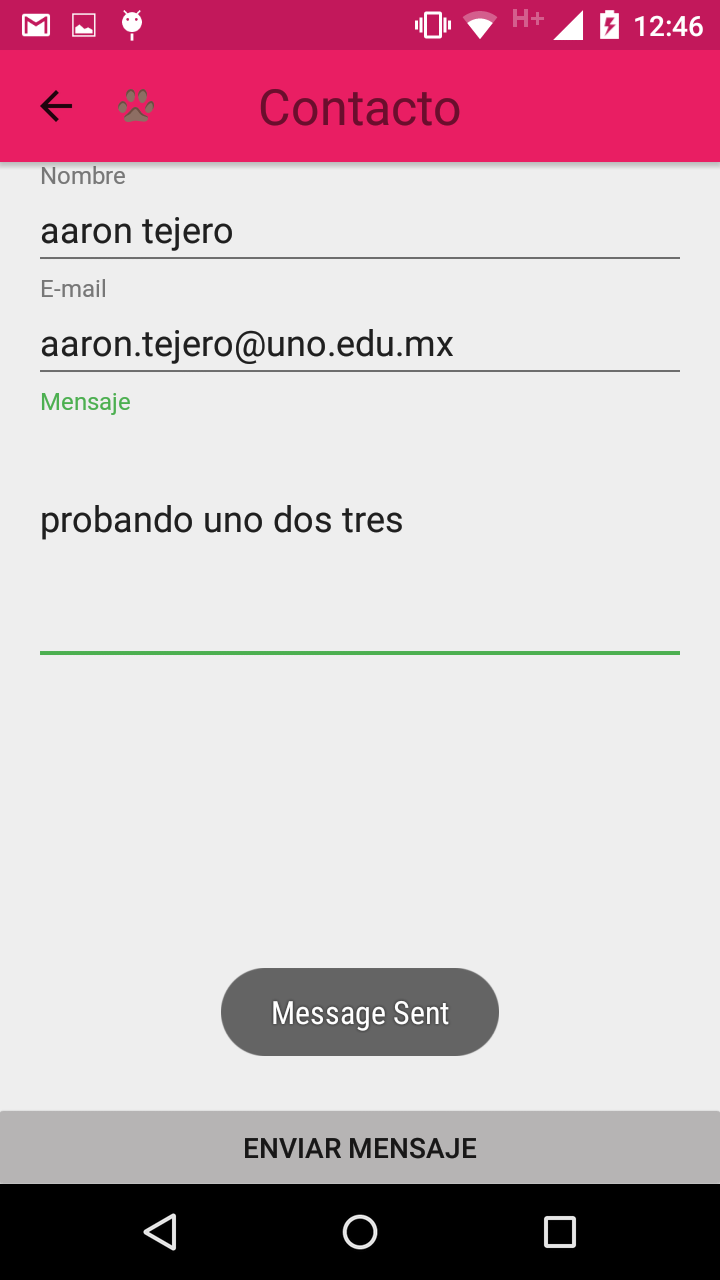 H+ 12:46
Contacto
Nombre
aaron tejero
E-mail
aaron.tejero@uno.edu.mx
Mensaje
probando uno dos tres
Message Sent
ENVIAR MENSAJE